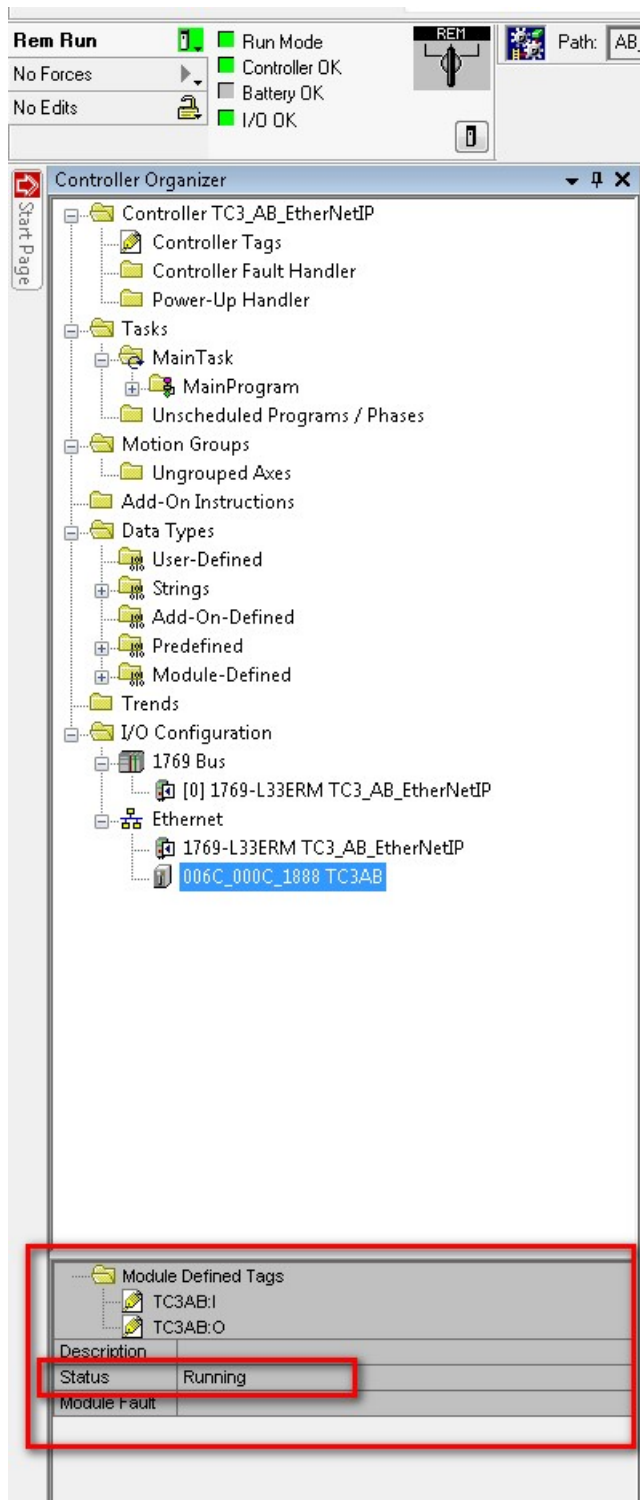 Rem Run
No Forces
No Edits
Run Mode
Controller OK
Battery OK
I/O OK
REM
Path: AB_
Start Page
Controller Organizer
Controller TC3_AB_EtherNetIP
Controller Tags
Controller Fault Handler
Power-Up Handler
Tasks
MainTask
MainProgram
Unscheduled Programs / Phases
Motion Groups
Ungrouped Axes
Add-On Instructions
Data Types
User-Defined
Strings
Add-On-Defined
Predefined
Module-Defined
Trends
I/O Configuration
1769 Bus
[0] 1769-L33ERM TC3_AB_EtherNetIP
Ethernet
1769-L33ERM TC3_AB_EtherNetIP
006C_000C_1888 TC3AB
Module Defined Tags
TC3AB:I
TC3AB:O
Description
Status Running
Module Fault